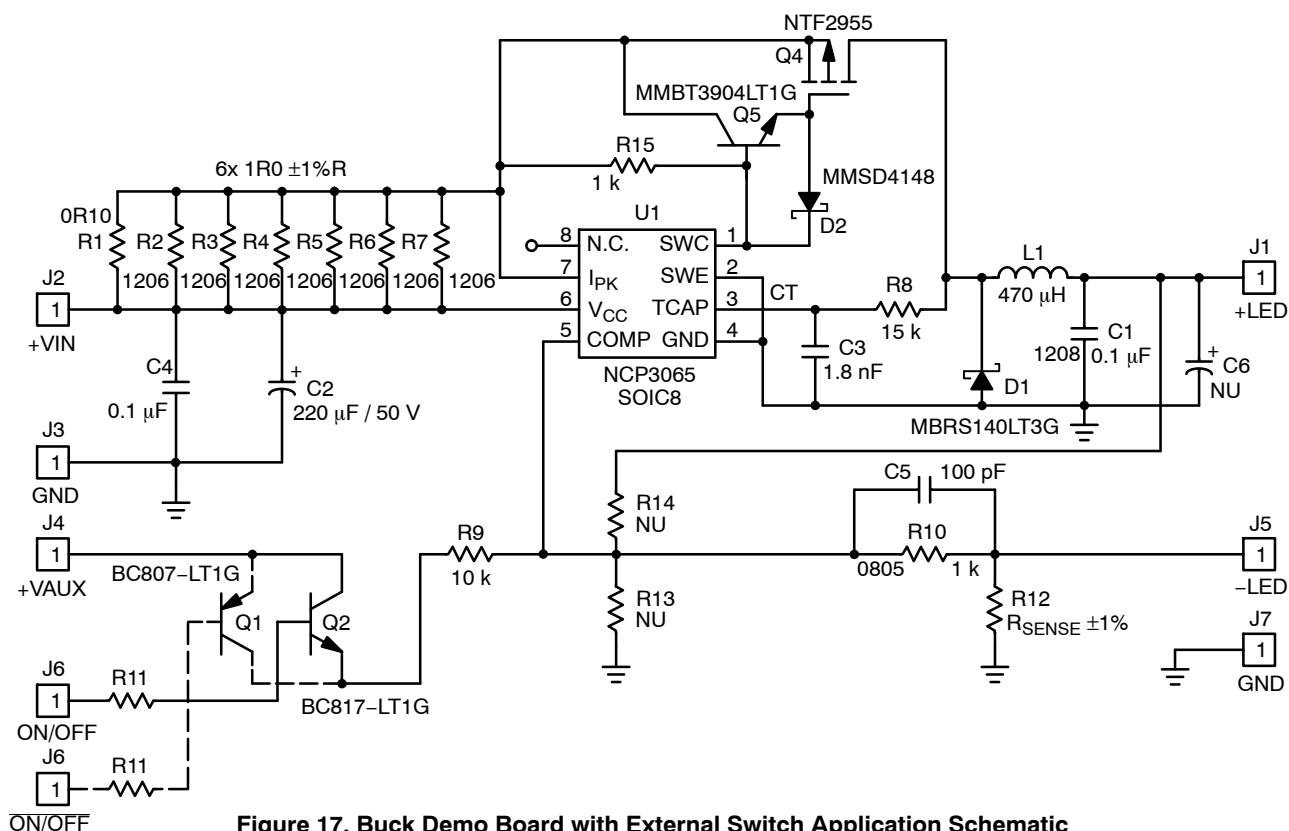 NTF2955
Q4
MMBT3904LT1G
Q5
R15
1 k
6x 1R0 ±1%R
MMSD4148
D2
0R10
R1 R2 R3 R4 R5 R6 R7
1206 1206 1206 1206 1206 1206
U1
8 N.C. SWC 1
7 IPK SWE 2
6 VCC TCAP 3
5 COMP GND 4
NCP3065
SOIC8
CT
R8
15 k
C3
1.8 nF
L1
470 μH
J1
1
+LED
J2
1
+VIN
C4
0.1 μF
+
C2
220 μF / 50 V
D1
MBRS140LT3G
C1
1208 0.1 μF
+
C6
NU
J3
1
GND
R14
NU
C5 100 pF
J4
1
+VAUX
BC807−LT1G
Q1
Q2
R9
10 k
R10
0805 1 k
J5
1
−LED
R13
NU
R12
RSENSE ±1%
J7
1
GND
J6
1
ON/OFF
R11
BC817−LT1G
J6
1
ON/OFF
R11
Figure 17. Buck Demo Board with External Switch Application Schematic